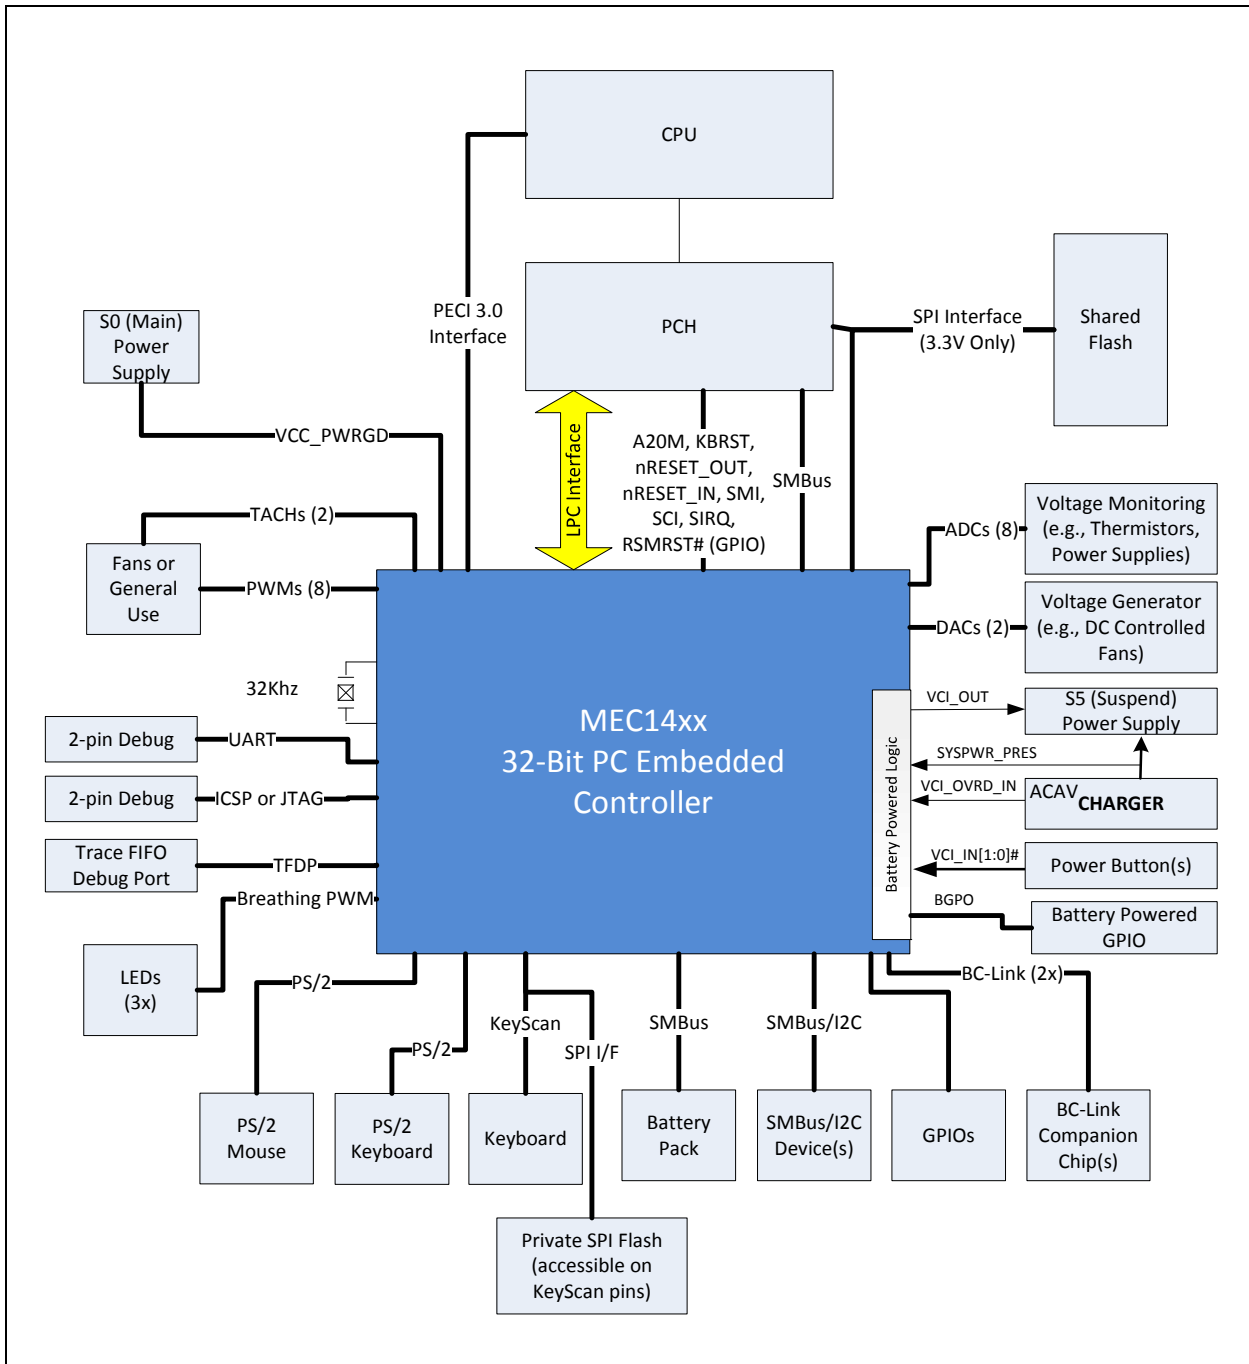 CPU
PCH
PECI 3.0
Interface
SPI Interface
(3.3V Only)
Shared
Flash
S0 (Main)
Power
Supply
VCC_PWRGD
LPC Interface
A20M, KBRST,
nRESET_OUT,
nRESET_IN, SMI,
SCI, SIRQ,
RSMRST# (GPIO)
SMBus
TACHs (2)
Fans or
General
Use
PWMs (8)
ADCs (8)
Voltage Monitoring
(e.g., Thermistors,
Power Supplies)
DACs (2)
Voltage Generator
(e.g., DC Controlled
Fans)
32Khz
MEC14xx
32-Bit PC Embedded
Controller
Battery Powered Logic
VCI_OUT
S5 (Suspend)
Power Supply
SYSPWR_PRES
VCI_OVRD_IN
ACAV
CHARGER
VCI_IN[1:0]#
Power Button(s)
BGPO
Battery Powered
GPIO
2-pin Debug
UART
2-pin Debug
ICSP or JTAG
Trace FIFO
Debug Port
TFDP
Breathing PWM
LEDs
(3x)
PS/2
PS/2
KeyScan
SPI I/F
SMBus
SMBus/I2C
BC-Link (2x)
PS/2
Mouse
PS/2
Keyboard
Keyboard
Battery
Pack
SMBus/I2C
Device(s)
GPIOs
BC-Link
Companion
Chip(s)
Private SPI Flash
(accessible on
KeyScan pins)